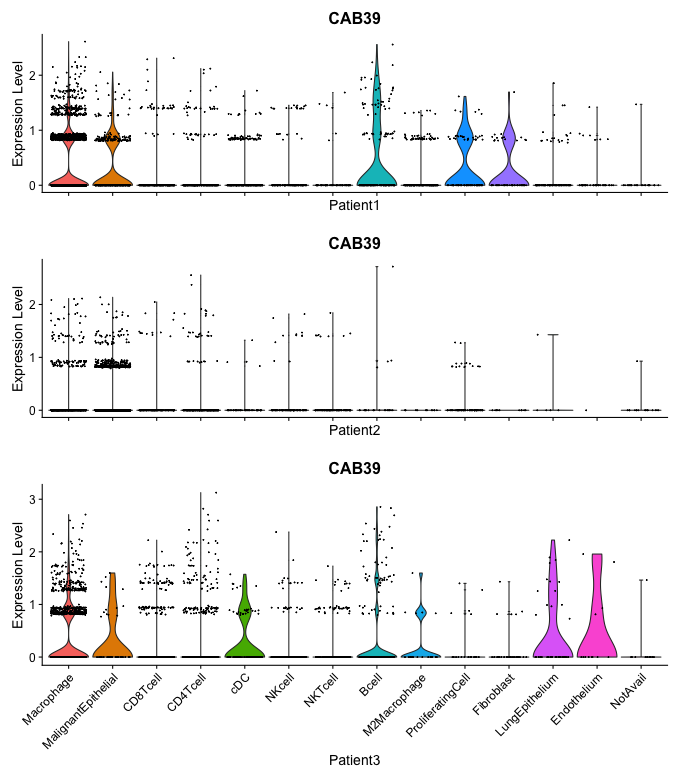 CAB39
Expression Level
2
1
0
Patient1
CAB39
Expression Level
2
1
0
Patient2
CAB39
Expression Level
3
2
1
0
Macrophage
MalignantEpithelial
CD8Tcell
CD4Tcell
cDC
NKcell
NKTcell
Bcell
M2Macrophage
ProliferatingCell
Fibroblast
LungEpithelium
Endothelium
NotAvail
Patient3